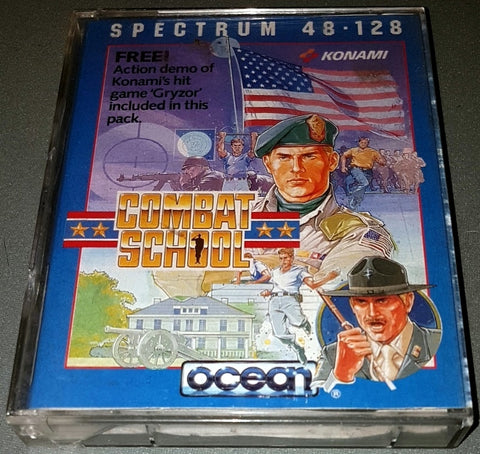 SPECTRUM 48·128
FREE!
Action demo of
Konami's hit
game 'Gryzor'
included in this
pack.
KONAMI
COMBAT
SCHOOL
ocean
®